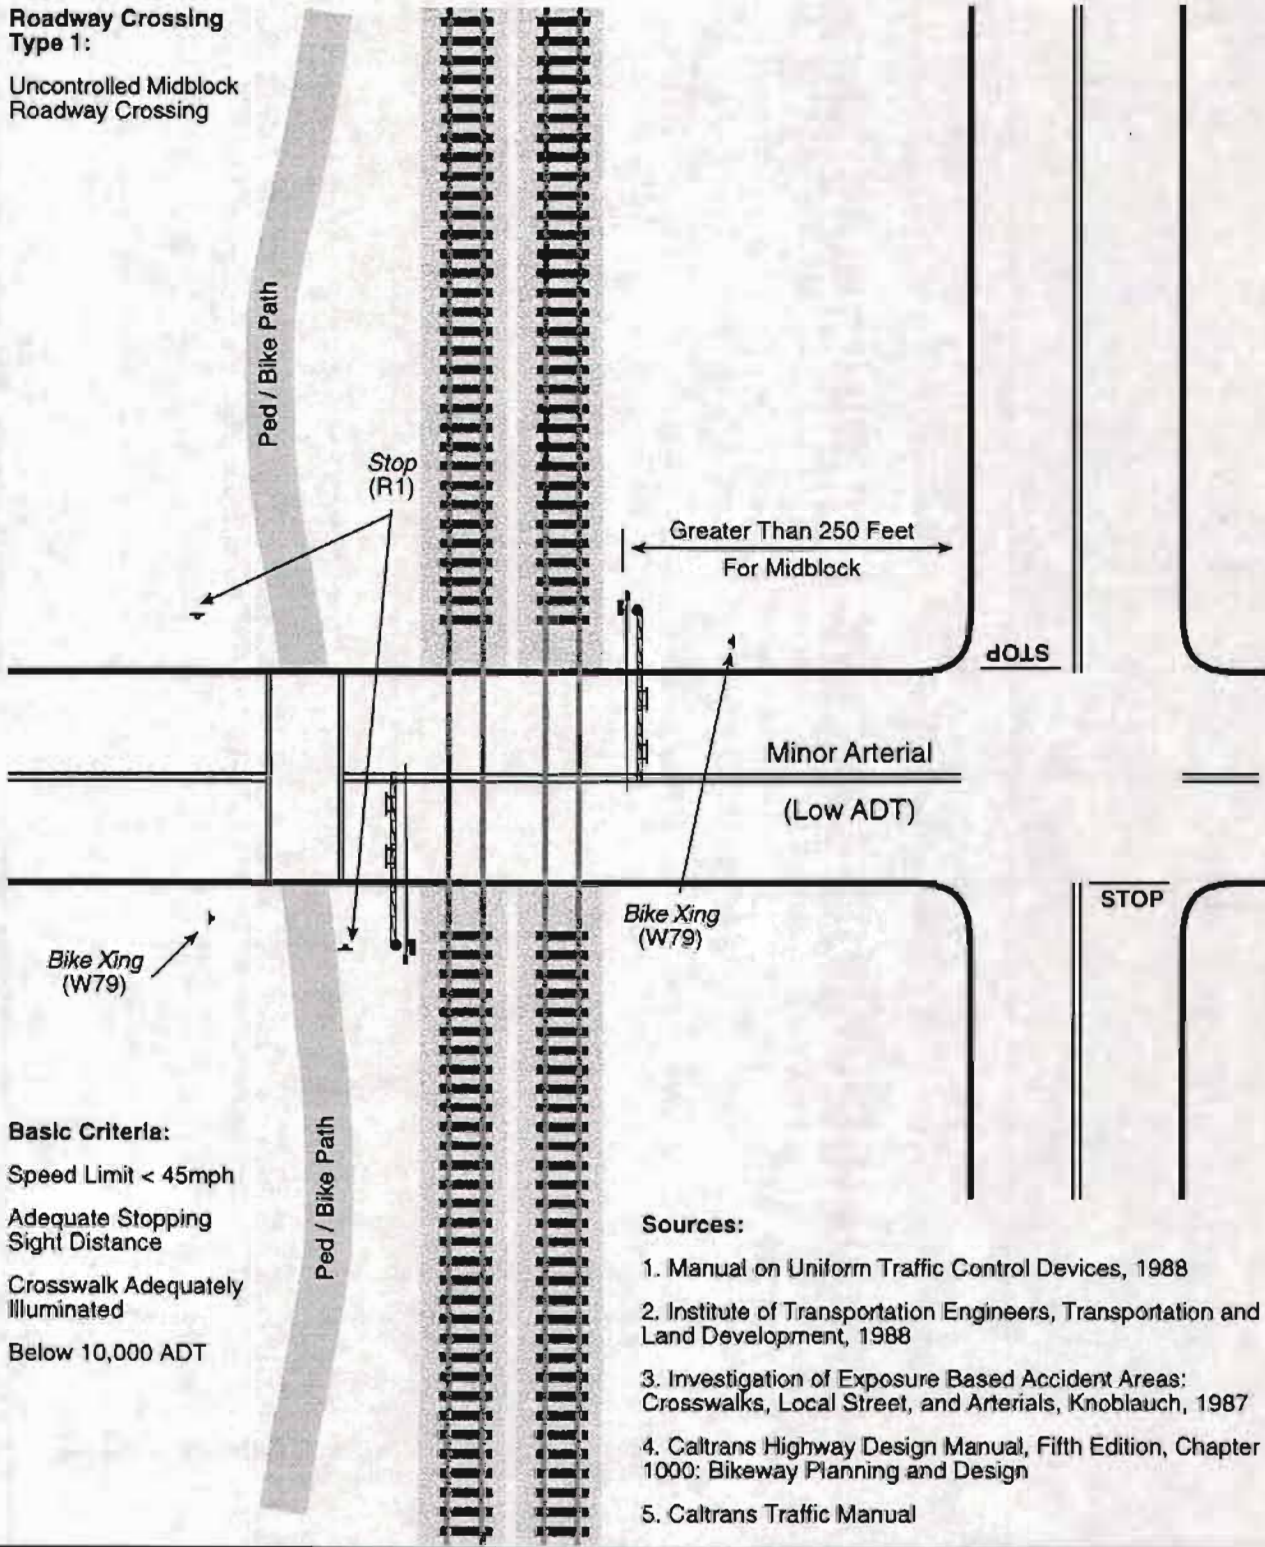 Roadway Crossing
Type 1:
Uncontrolled Midblock
Roadway Crossing
Ped / Bike Path
Stop
(R1)
Greater Than 250 Feet
For Midblock
STOP
Minor Arterial
(Low ADT)
STOP
Bike Xing
(W79)
Bike Xing
(W79)
Ped / Bike Path
Basic Criteria:
Speed Limit < 45mph
Adequate Stopping
Sight Distance
Crosswalk Adequately
Illuminated
Below 10,000 ADT
Sources:
1. Manual on Uniform Traffic Control Devices, 1988
2. Institute of Transportation Engineers, Transportation and
Land Development, 1988
3. Investigation of Exposure Based Accident Areas:
Crosswalks, Local Street, and Arterials, Knoblauch, 1987
4. Caltrans Highway Design Manual, Fifth Edition, Chapter
1000: Bikeway Planning and Design
5. Caltrans Traffic Manual